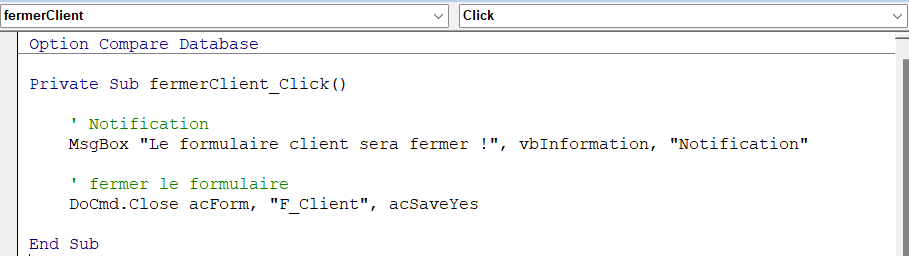 fermerClient
Click
Option Compare Database
Private Sub fermerClient_Click()
' Notification
MsgBox "Le formulaire client sera fermer !", vbInformation, "Notification"
' fermer le formulaire
DoCmd.Close acForm, "F_Client", acSaveYes
End Sub